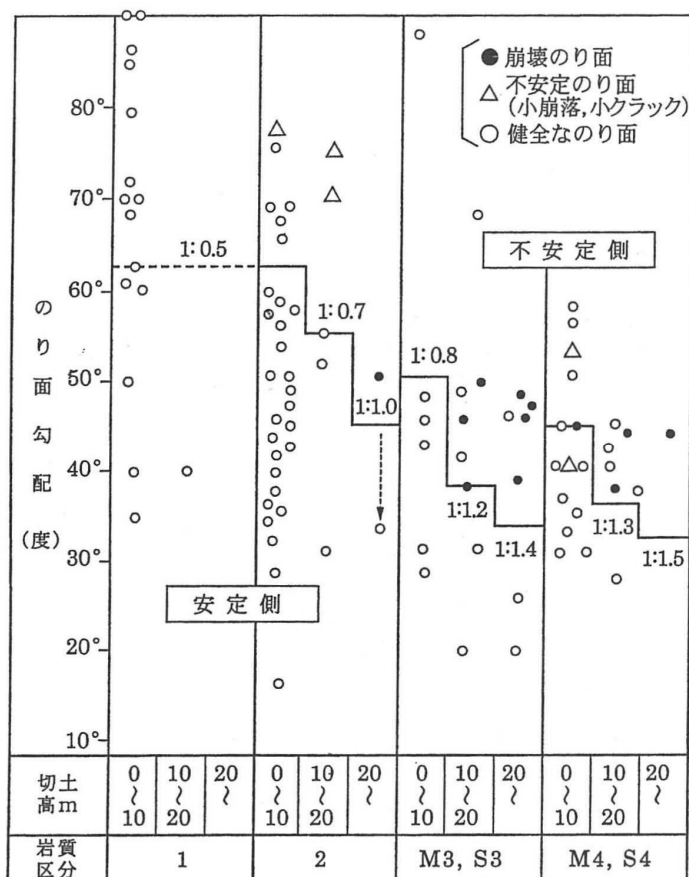 ● 崩壊のり面
△ 不安定のり面
(小崩落,小クラック)
○ 健全なのり面
80°
70°
60°
50°
40°
30°
20°
10°
のり面勾配
(度)
1:0.5
不安定側
1:0.7
1:0.8
1:1.0
1:1.2
1:1.3
1:1.4
1:1.5
安定側
切土高m
0〜10
10〜20
20〜
0〜10
10〜20
20〜
0〜10
10〜20
20〜
0〜10
10〜20
20〜
岩質区分
1
2
M3, S3
M4, S4